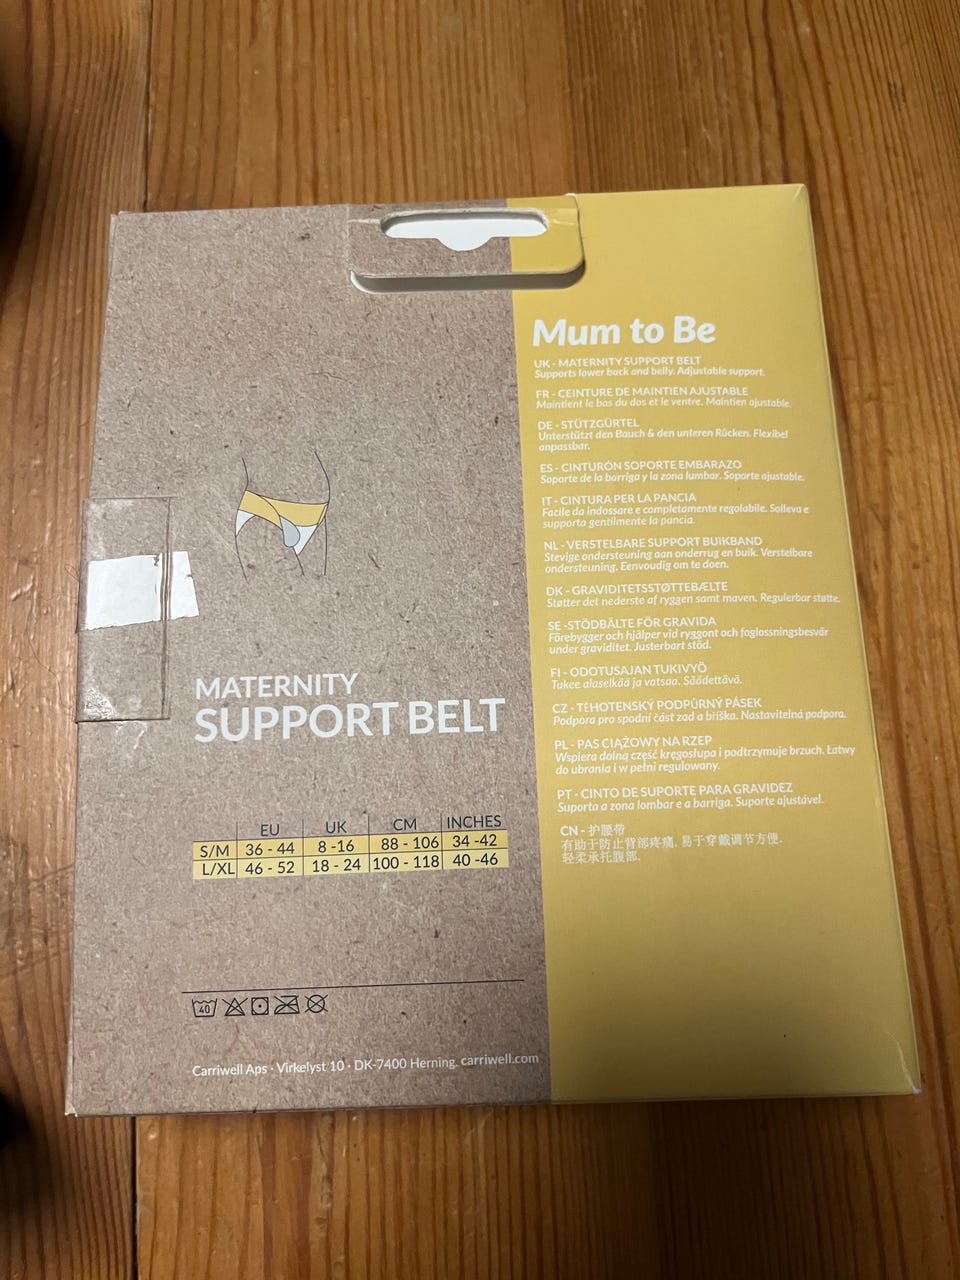 MATERNITY
SUPPORT BELT
EU UK CM INCHES
S/M 36 - 44 8 -16 88 - 106 34 -42
L/XL 46 - 52 18 - 24 100 - 118 40 -46
40
Carriwell Aps · Virkelyst 10 · DK-7400 Herning. carriwell.com
Mum to Be
UK - MATERNITY SUPPORT BELT
Supports lower back and belly. Adjustable support.
FR - CEINTURE DE MAINTIEN AJUSTABLE
Maintient le bas du dos et le ventre. Maintien ajustable.
DE - STÜTZGÜRTEL
Unterstützt den Bauch & den unteren Rücken. Flexibel
anpassbar.
ES - CINTURÓN SOPORTE EMBARAZO
Soporte de la barriga y la zona lumbar. Soporte ajustable.
IT - CINTURA PER LA PANCIA
Facile da indossare e completamente regolabile. Solleva e
supporta gentilmente la pancia.
NL - VERSTELBARE SUPPORT BUIKBAND
Stevige ondersteuning aan onderrug en buik. Verstelbare
ondersteuning. Eenvoudig om te doen.
DK - GRAVIDITETSSTØTTEBÆLTE
Støtter det nederste af ryggen samt maven. Regulerbar støtte.
SE -STÖDBÄLTE FÖR GRAVIDA
Förebygger och hjälper vid ryggont och foglossningsbesvär
under graviditet. Justerbart stöd.
FI - ODOTUSAJAN TUKIVYÖ
Tukee alaselkää ja vatsaa. Säädettävä.
CZ - TĚHOTENSKÝ PODPŮRNÝ PÁSEK
Podpora pro spodní část zad a bříška. Nastavitelná podpora.
PL - PAS CIĄŻOWY NA RZEP
Wspiera dolną część kręgosłupa i podtrzymuje brzuch. Łatwy
do ubrania i w pełni regulowany.
PT - CINTO DE SUPORTE PARA GRAVIDEZ
Suporta a zona lombar e a barriga. Suporte ajustável.
CN - 护腰带
有助于防止背部疼痛, 易于穿戴调节方便.
轻柔承托腹部.